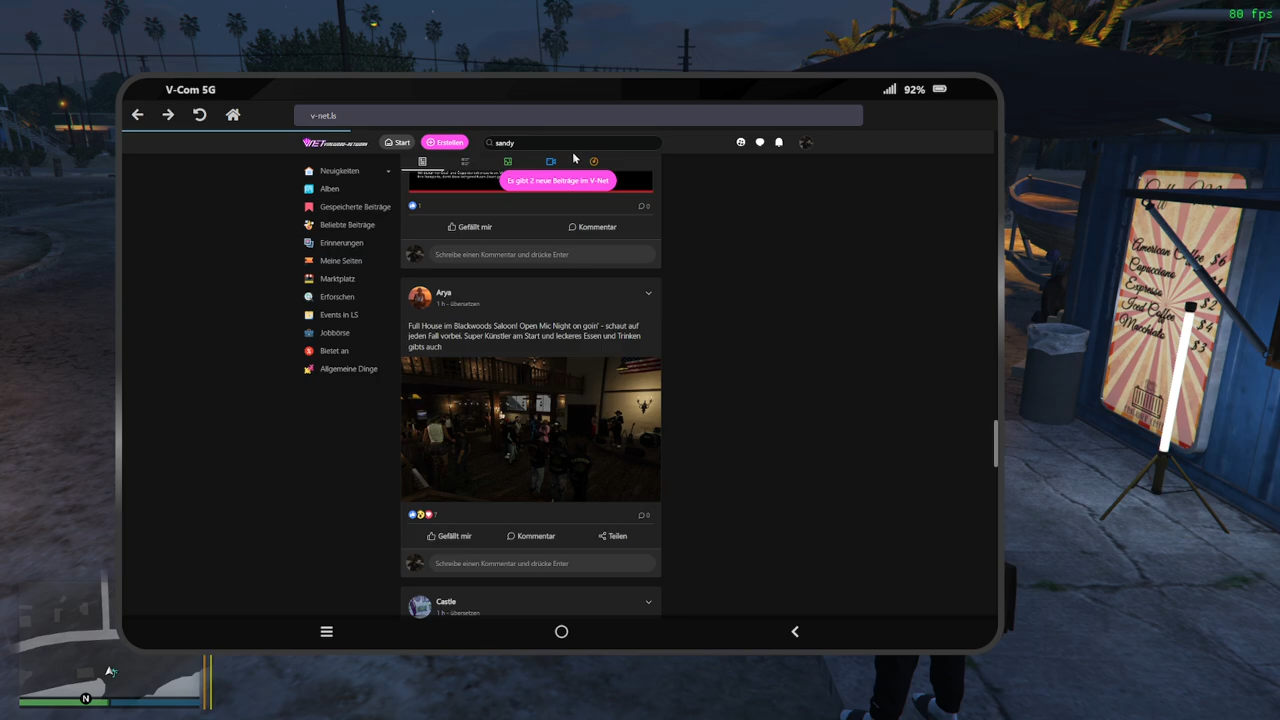 80 fps
V-Com 5G
92%
v-net.ls
Start
Erstellen
sandy
Neuigkeiten
Alben
Gespeicherte Beiträge
Beliebte Beiträge
Erinnerungen
Meine Seiten
Marktplatz
Erforschen
Events in LS
Jobbörse
Bietet an
Allgemeine Dinge
Es gibt 2 neue Beiträge im V-Net
1
0
Gefällt mir
Kommentar
Schreibe einen Kommentar und drücke Enter
Arya
1 h - übersetzen
Full House im Blackwoods Saloon! Open Mic Night on goin' - schaut auf
jeden Fall vorbei. Super Künstler am Start und leckeres Essen und Trinken
gibts auch
7
0
Gefällt mir
Kommentar
Teilen
Schreibe einen Kommentar und drücke Enter
Castle
1 h - übersetzen
American Coffee $6
Capucciano
Espresso $2
Iced Coffee $4
Macchiato $3
N